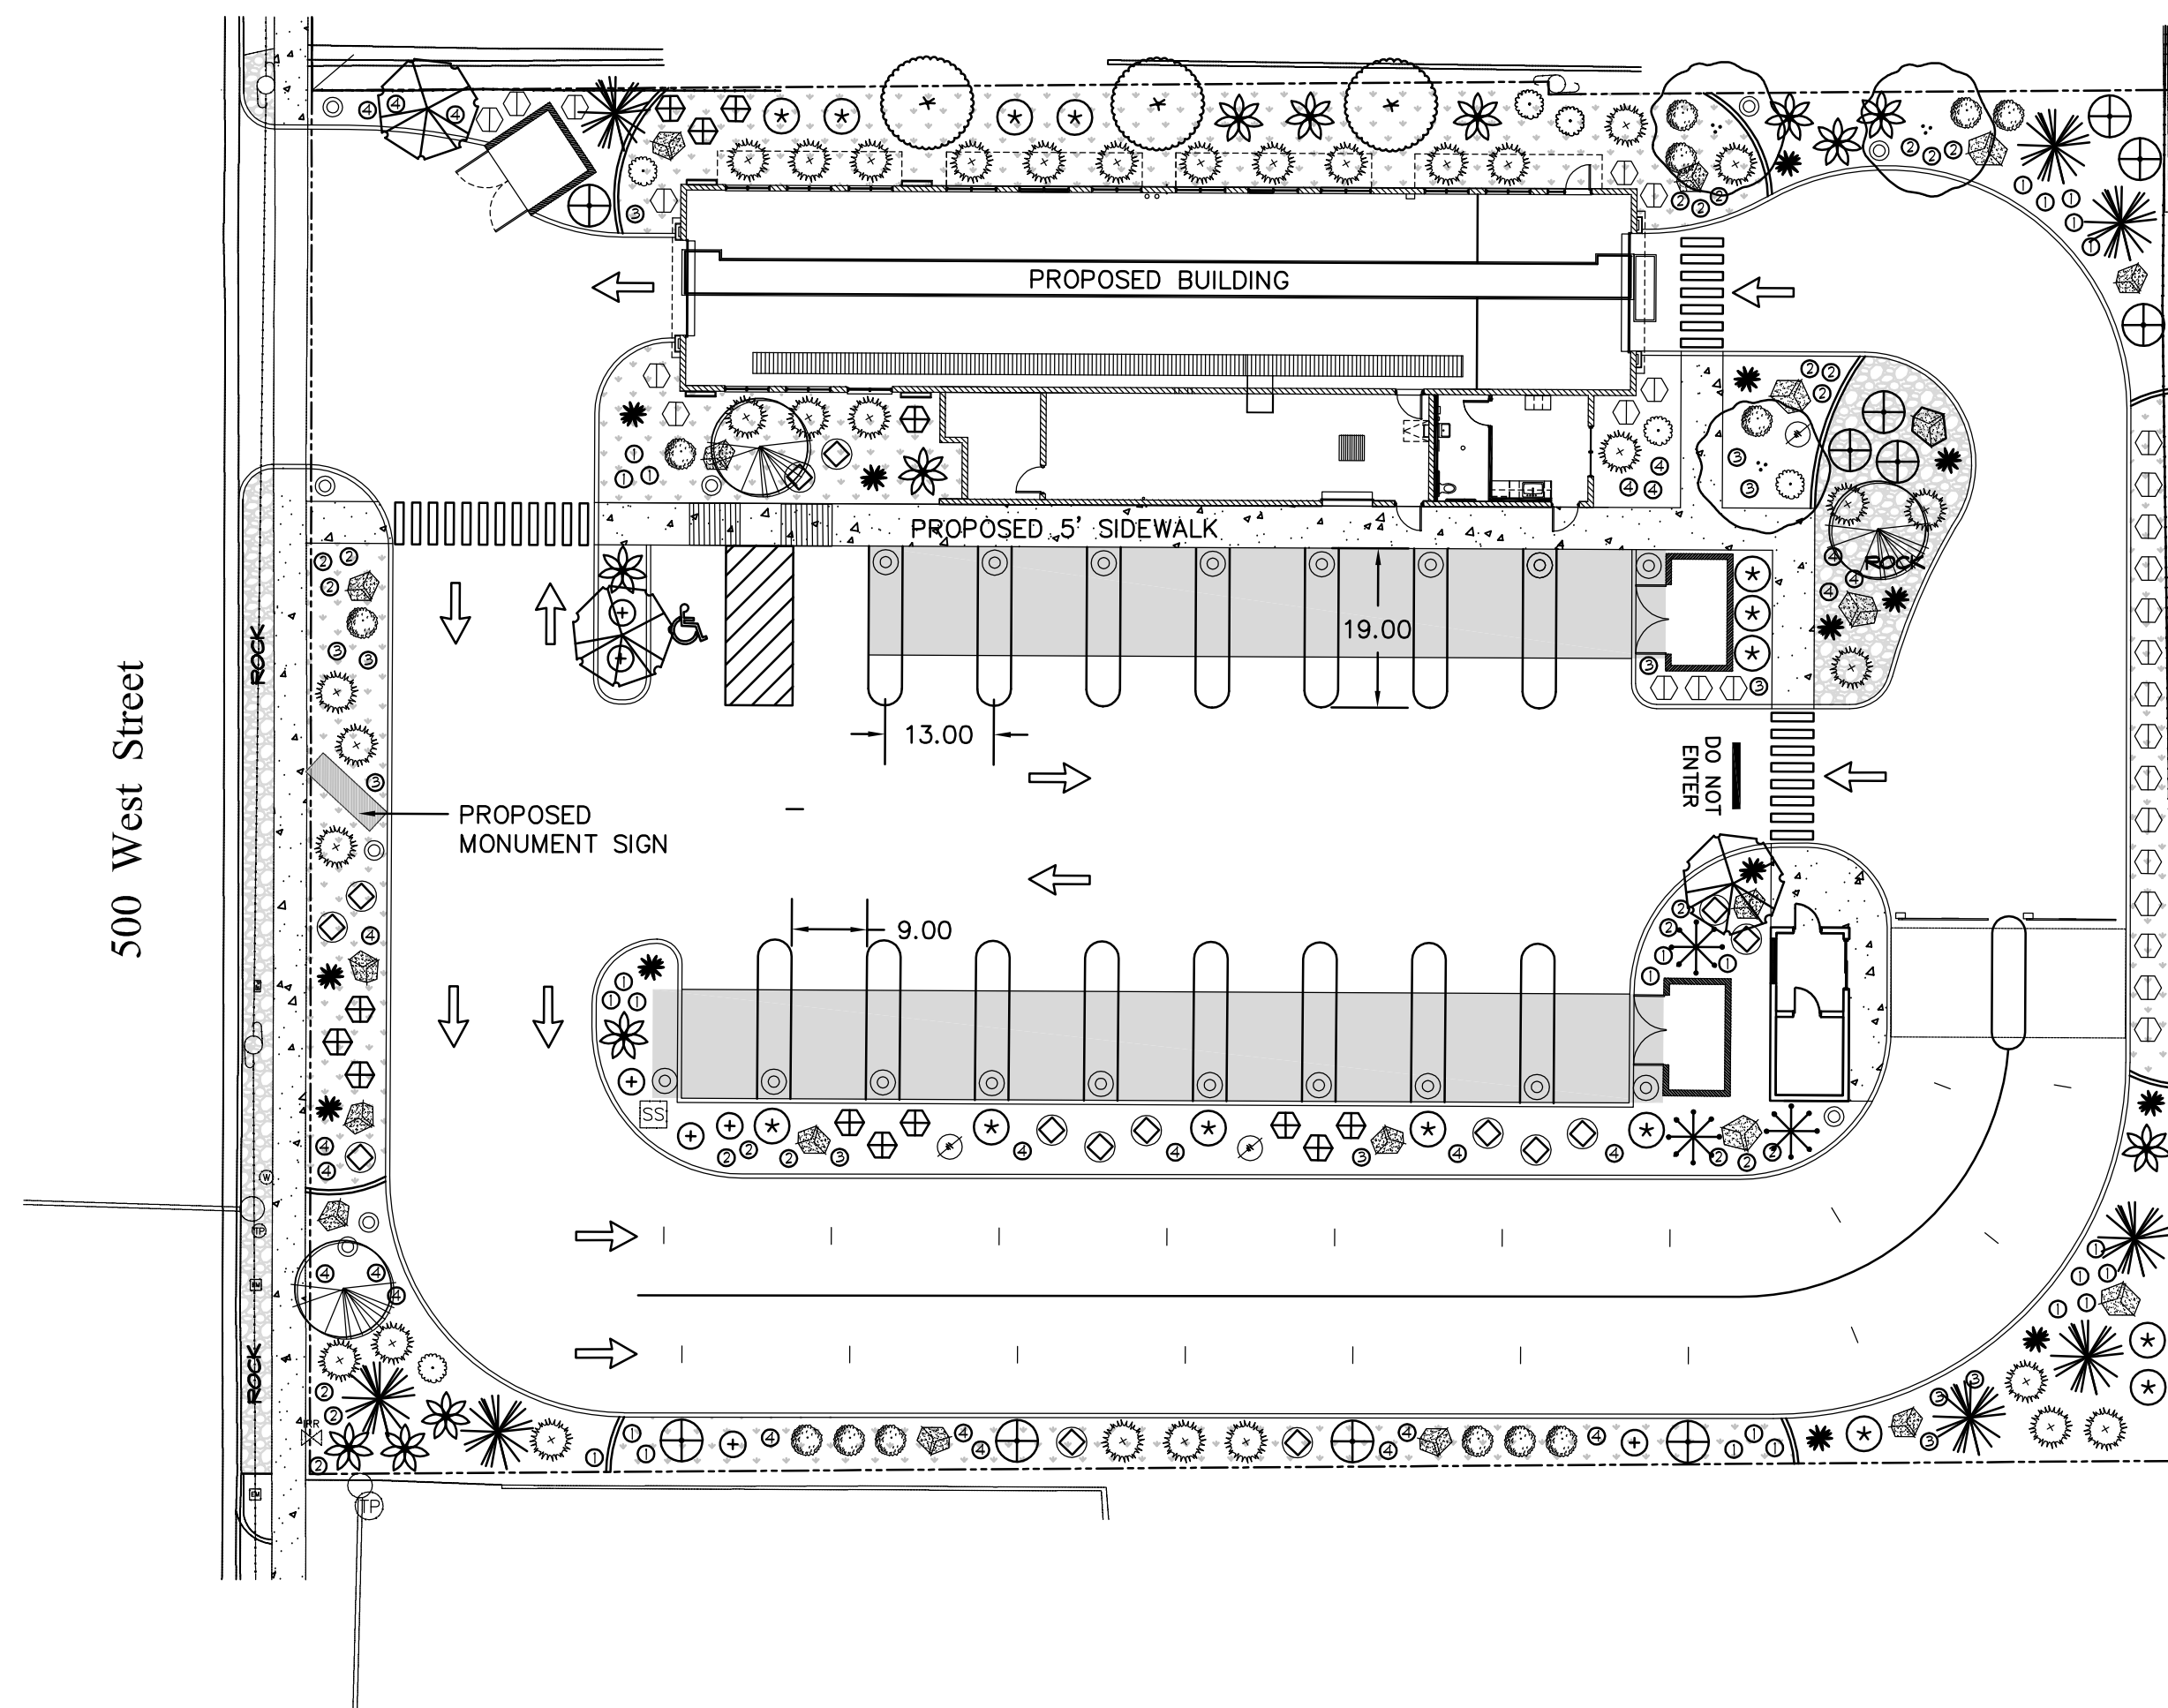 500 West Street
PROPOSED BUILDING
PROPOSED 5' SIDEWALK
ROCK
ROCK
19.00
13.00
DO NOT
ENTER
PROPOSED
MONUMENT SIGN
9.00
SS
W
TP
ROCK
TP